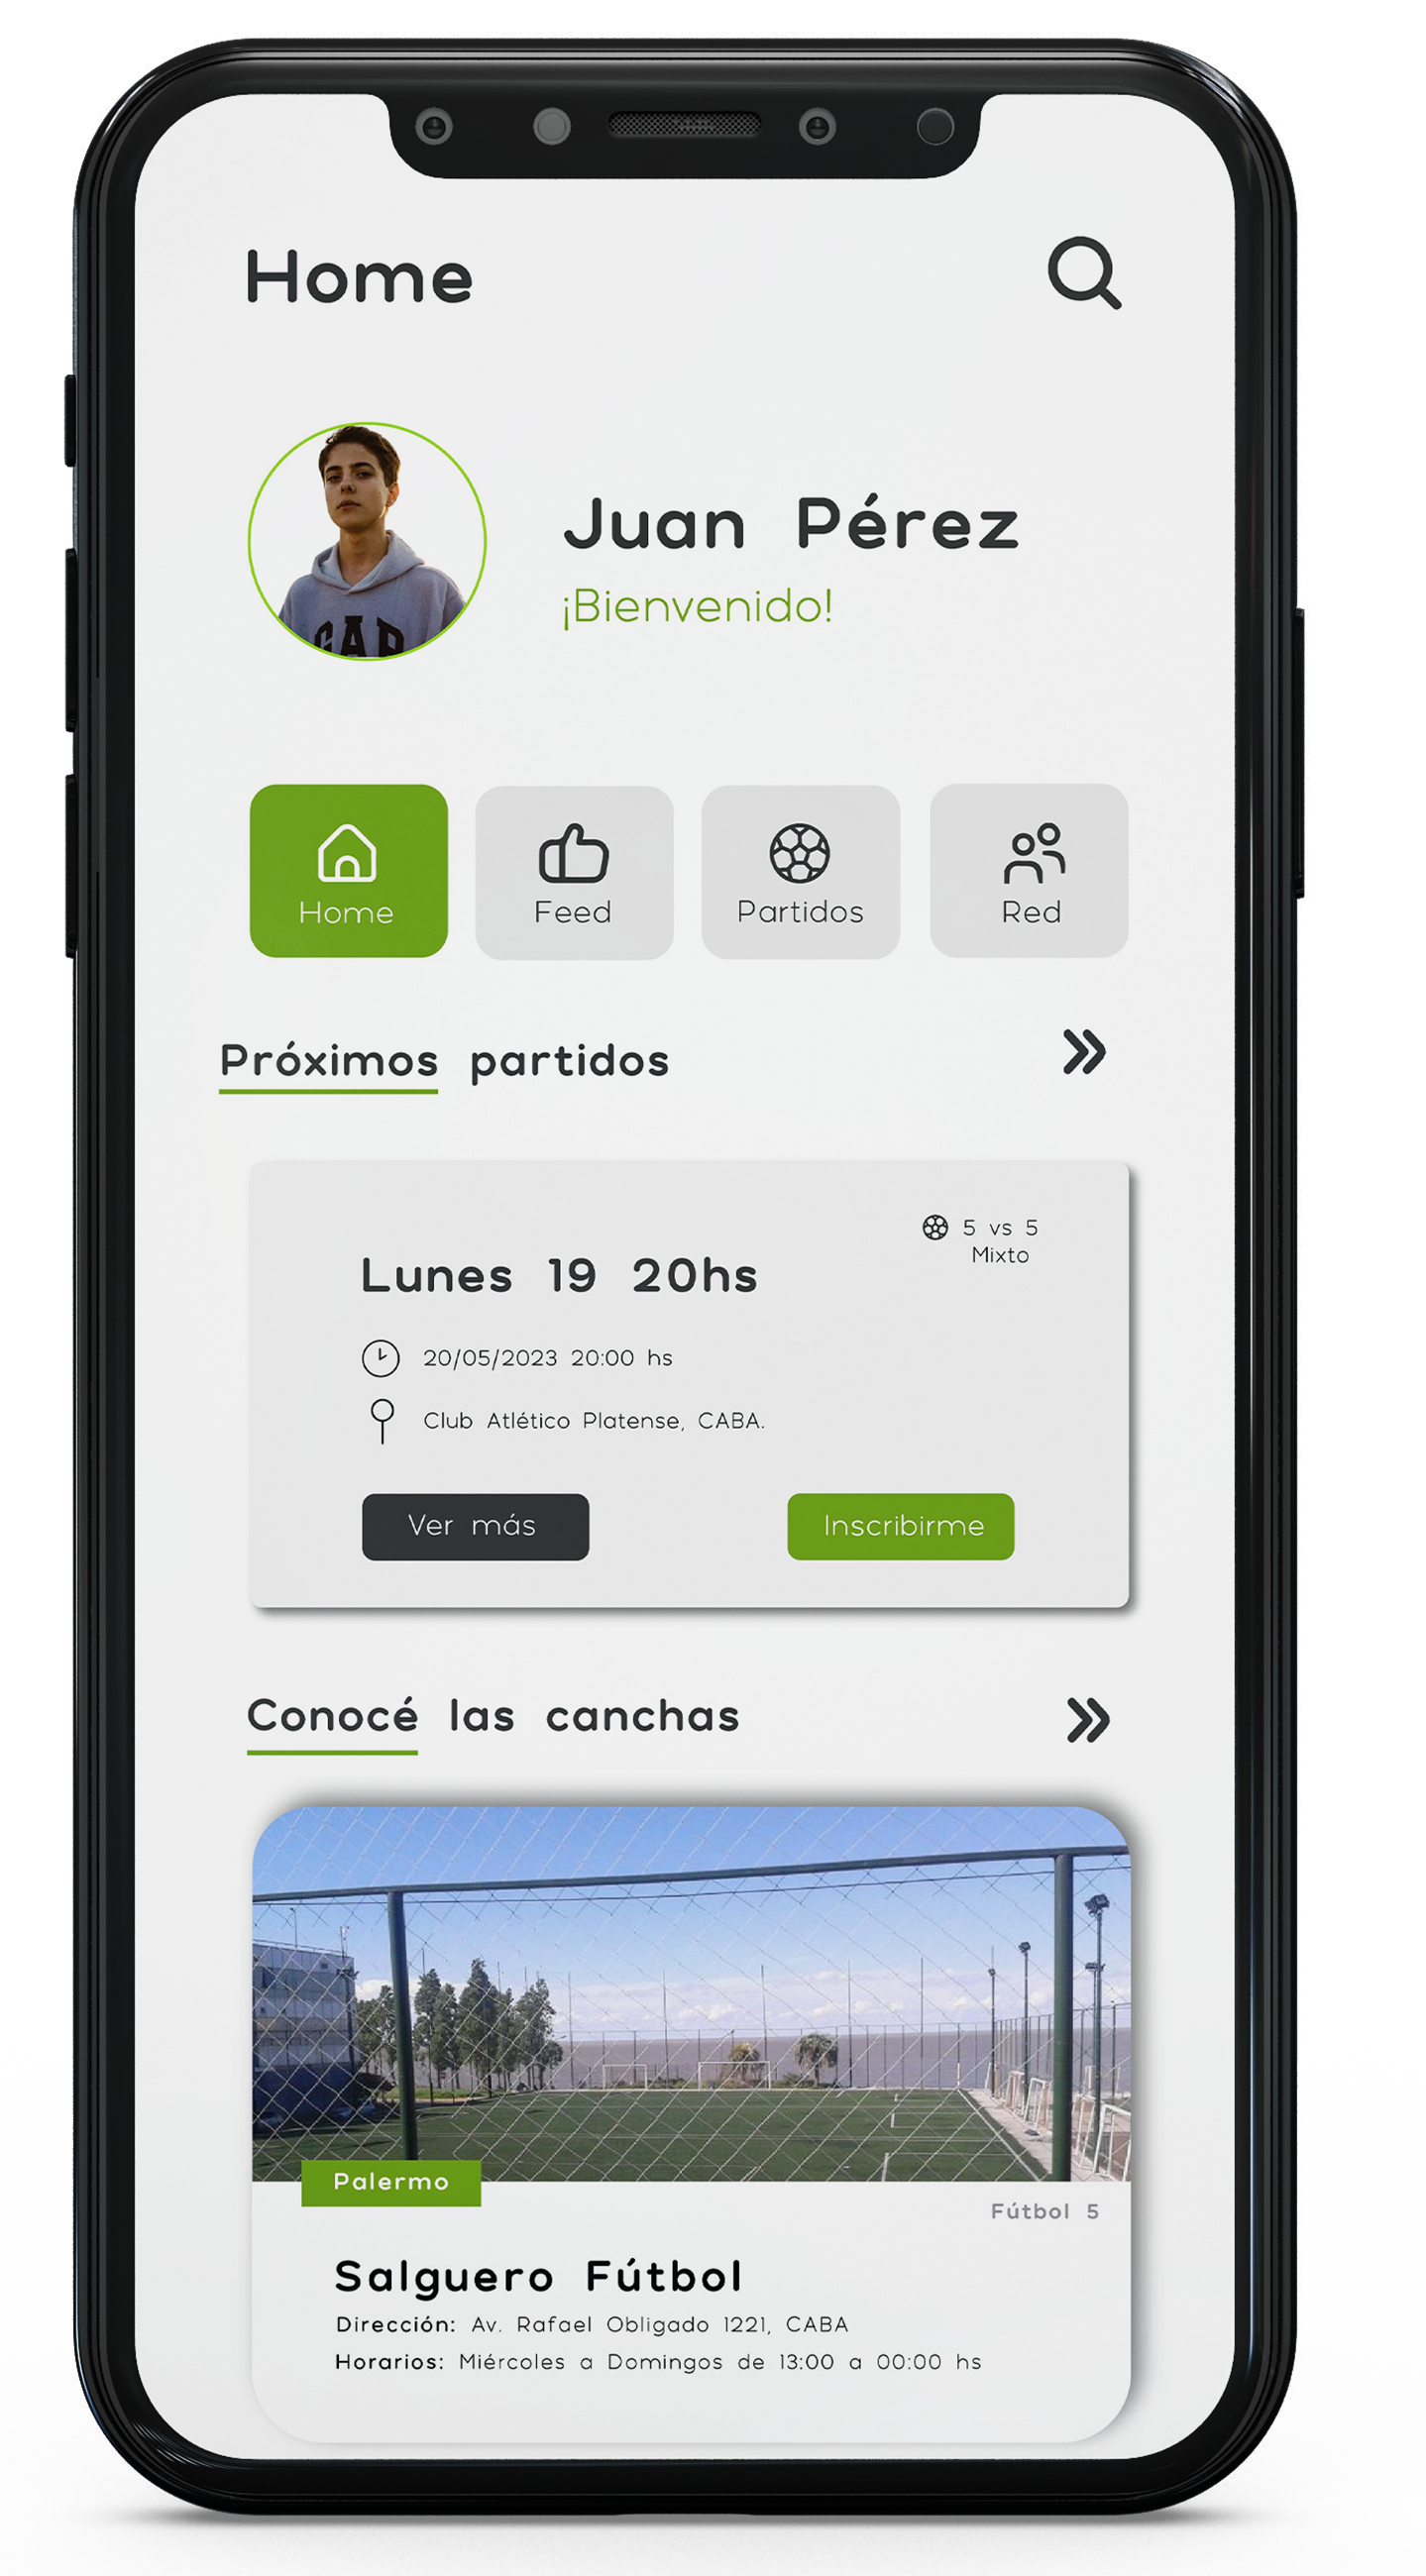 Home
Juan Pérez
¡Bienvenido!
GAP
Home
Feed
Partidos
Red
Próximos partidos
5 vs 5
Mixto
Lunes 19 20hs
20/05/2023 20:00 hs
Club Atlético Platense, CABA.
Ver más
Inscribirme
Conocé las canchas
Palermo
Fútbol 5
Salguero Fútbol
Dirección: Av. Rafael Obligado 1221, CABA
Horarios: Miércoles a Domingos de 13:00 a 00:00 hs